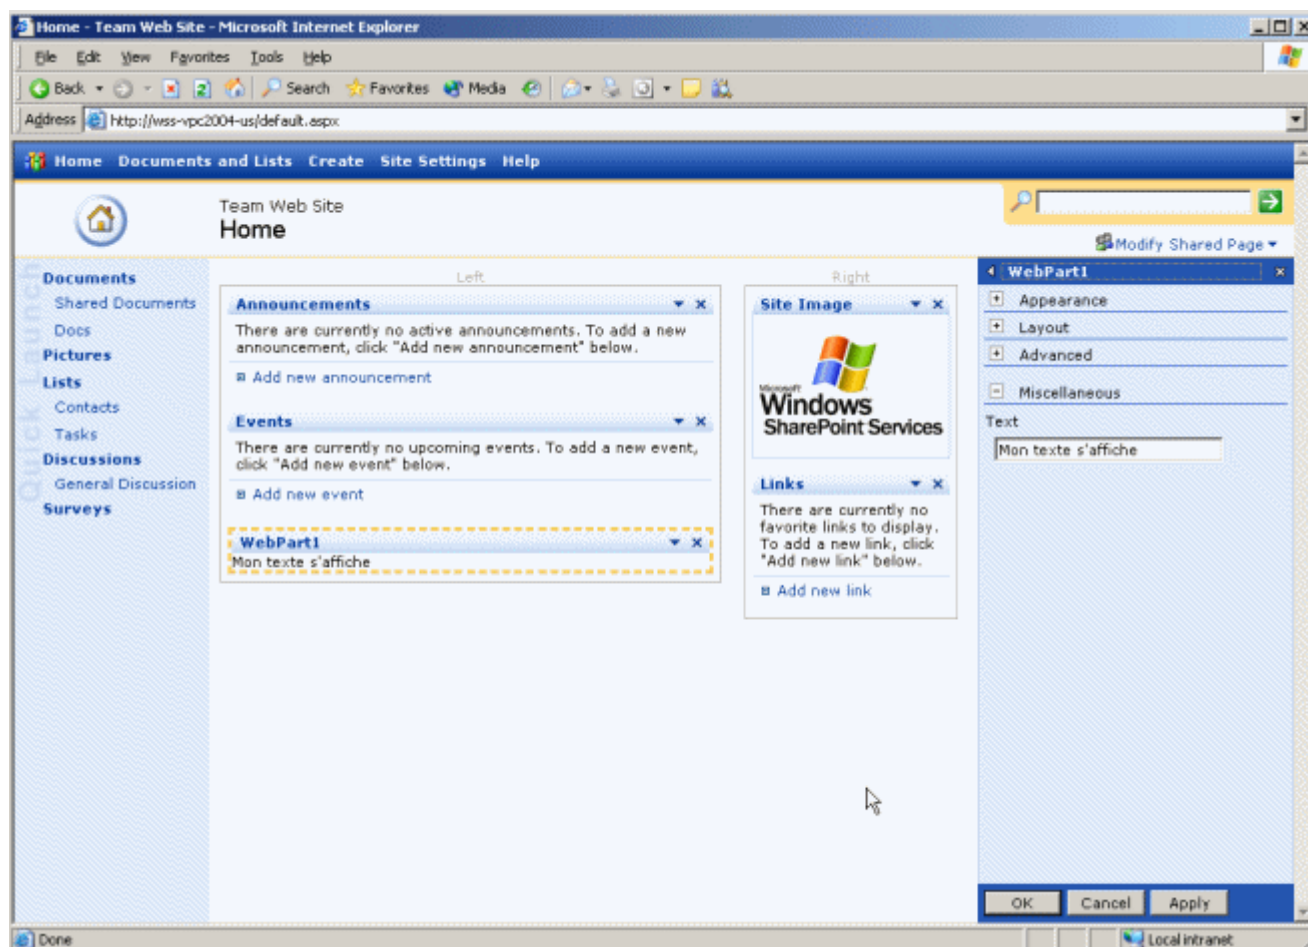 Home - Team Web Site - Microsoft Internet Explorer
File Edit View Favorites Tools Help
Back Search Favorites Media
Address http://wss-vpc2004-us/default.aspx
Home Documents and Lists Create Site Settings Help
Team Web Site
Home
Modify Shared Page
Quick Launch
Documents
Shared Documents
Docs
Pictures
Lists
Contacts
Tasks
Discussions
General Discussion
Surveys
Left
Announcements
There are currently no active announcements. To add a new
announcement, click "Add new announcement" below.
Add new announcement
Events
There are currently no upcoming events. To add a new event,
click "Add new event" below.
Add new event
WebPart1
Mon texte s'affiche
Right
Site Image
Microsoft
Windows
SharePoint Services
Links
There are currently no
favorite links to display.
To add a new link, click
"Add new link" below.
Add new link
WebPart1
Appearance
Layout
Advanced
Miscellaneous
Text
Mon texte s'affiche
OK Cancel Apply
Done
Local intranet